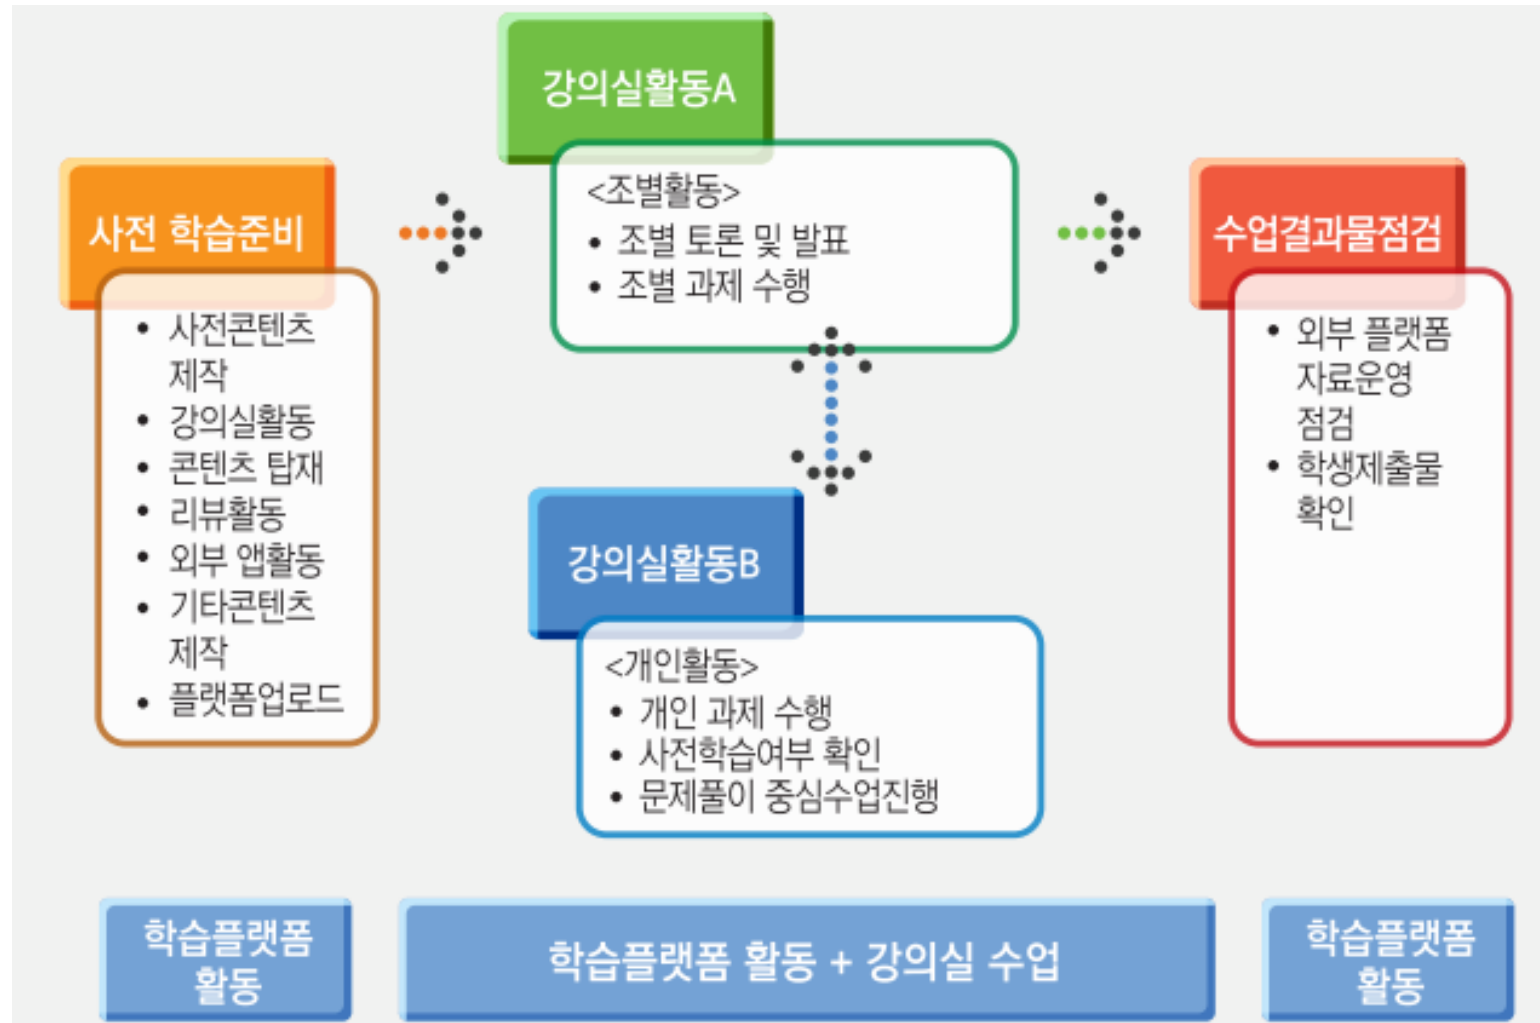 사전 학습준비
• 사전콘텐츠
제작
• 강의실활동
• 콘텐츠 탑재
• 리뷰활동
• 외부 앱활동
• 기타콘텐츠
제작
• 플랫폼업로드
강의실활동A
<조별활동>
• 조별 토론 및 발표
• 조별 과제 수행
강의실활동B
<개인활동>
• 개인 과제 수행
• 사전학습여부 확인
• 문제풀이 중심수업진행
수업결과물점검
• 외부 플랫폼
자료운영
점검
• 학생제출물
확인
학습플랫폼
활동
학습플랫폼 활동 + 강의실 수업
학습플랫폼
활동